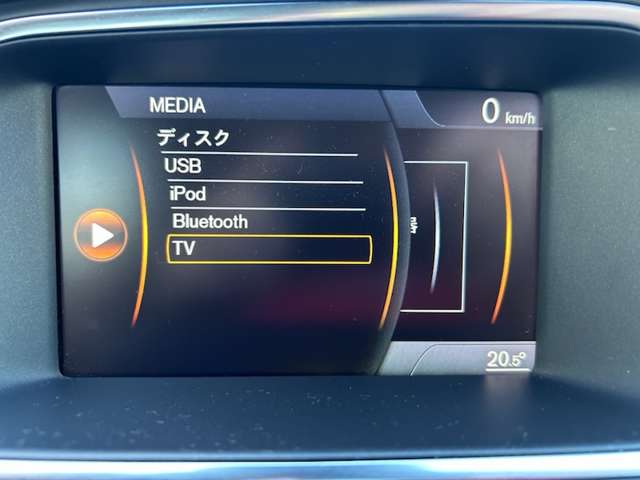 MEDIA
0 km/h
ディスク
USB
iPod
Bluetooth
TV
20.5°